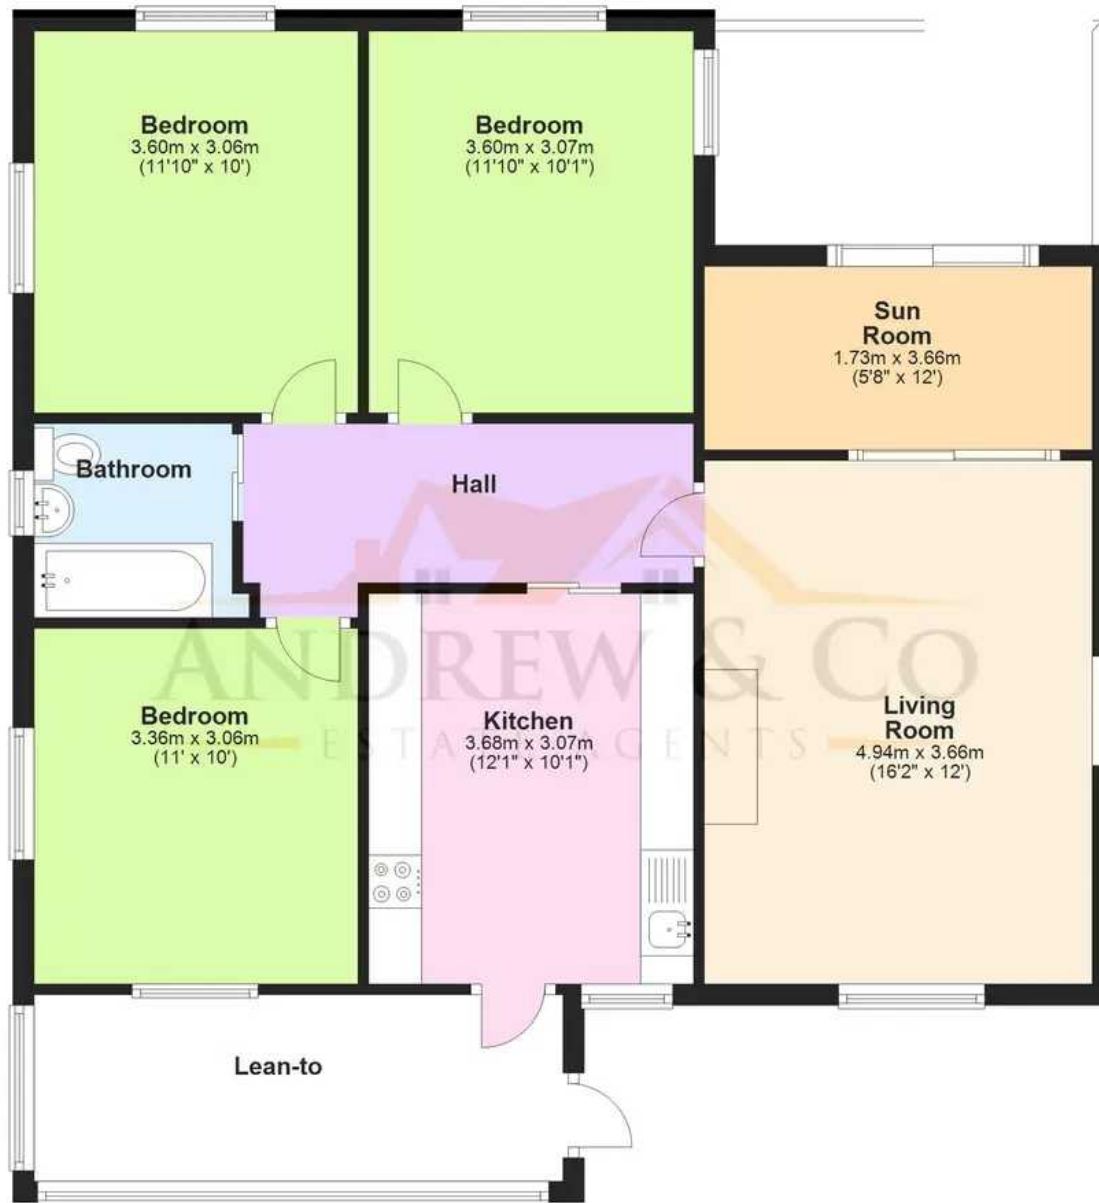 Bedroom
3.60m x 3.06m
(11'10" x 10')
Bedroom
3.60m x 3.07m
(11'10" x 10'1")
Sun
Room
1.73m x 3.66m
(5'8" x 12')
Bathroom
Hall
ANDREW & CO
ESTATE AGENTS
Bedroom
3.36m x 3.06m
(11' x 10')
Kitchen
3.68m x 3.07m
(12'1" x 10'1")
Living
Room
4.94m x 3.66m
(16'2" x 12')
Lean-to